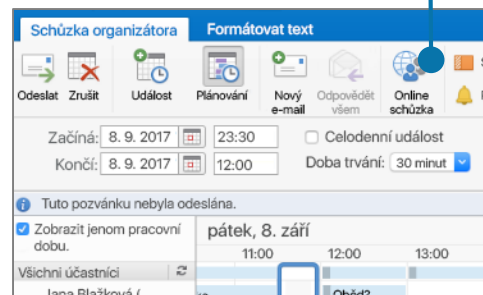 Schůzka organizátora Formátovat text
Odeslat Zrušit Událost Plánování Nový e-mail Odpovědět všem Online schůzka
Začíná: 8. 9. 2017 23:30 Celodenní událost
Končí: 8. 9. 2017 12:00 Doba trvání: 30 minut
Tuto pozvánku nebyla odeslána.
Zobrazit jenom pracovní dobu. pátek, 8. září
11:00 12:00 13:00
Všichni účastníci
Jana Blažková ( Oběd?